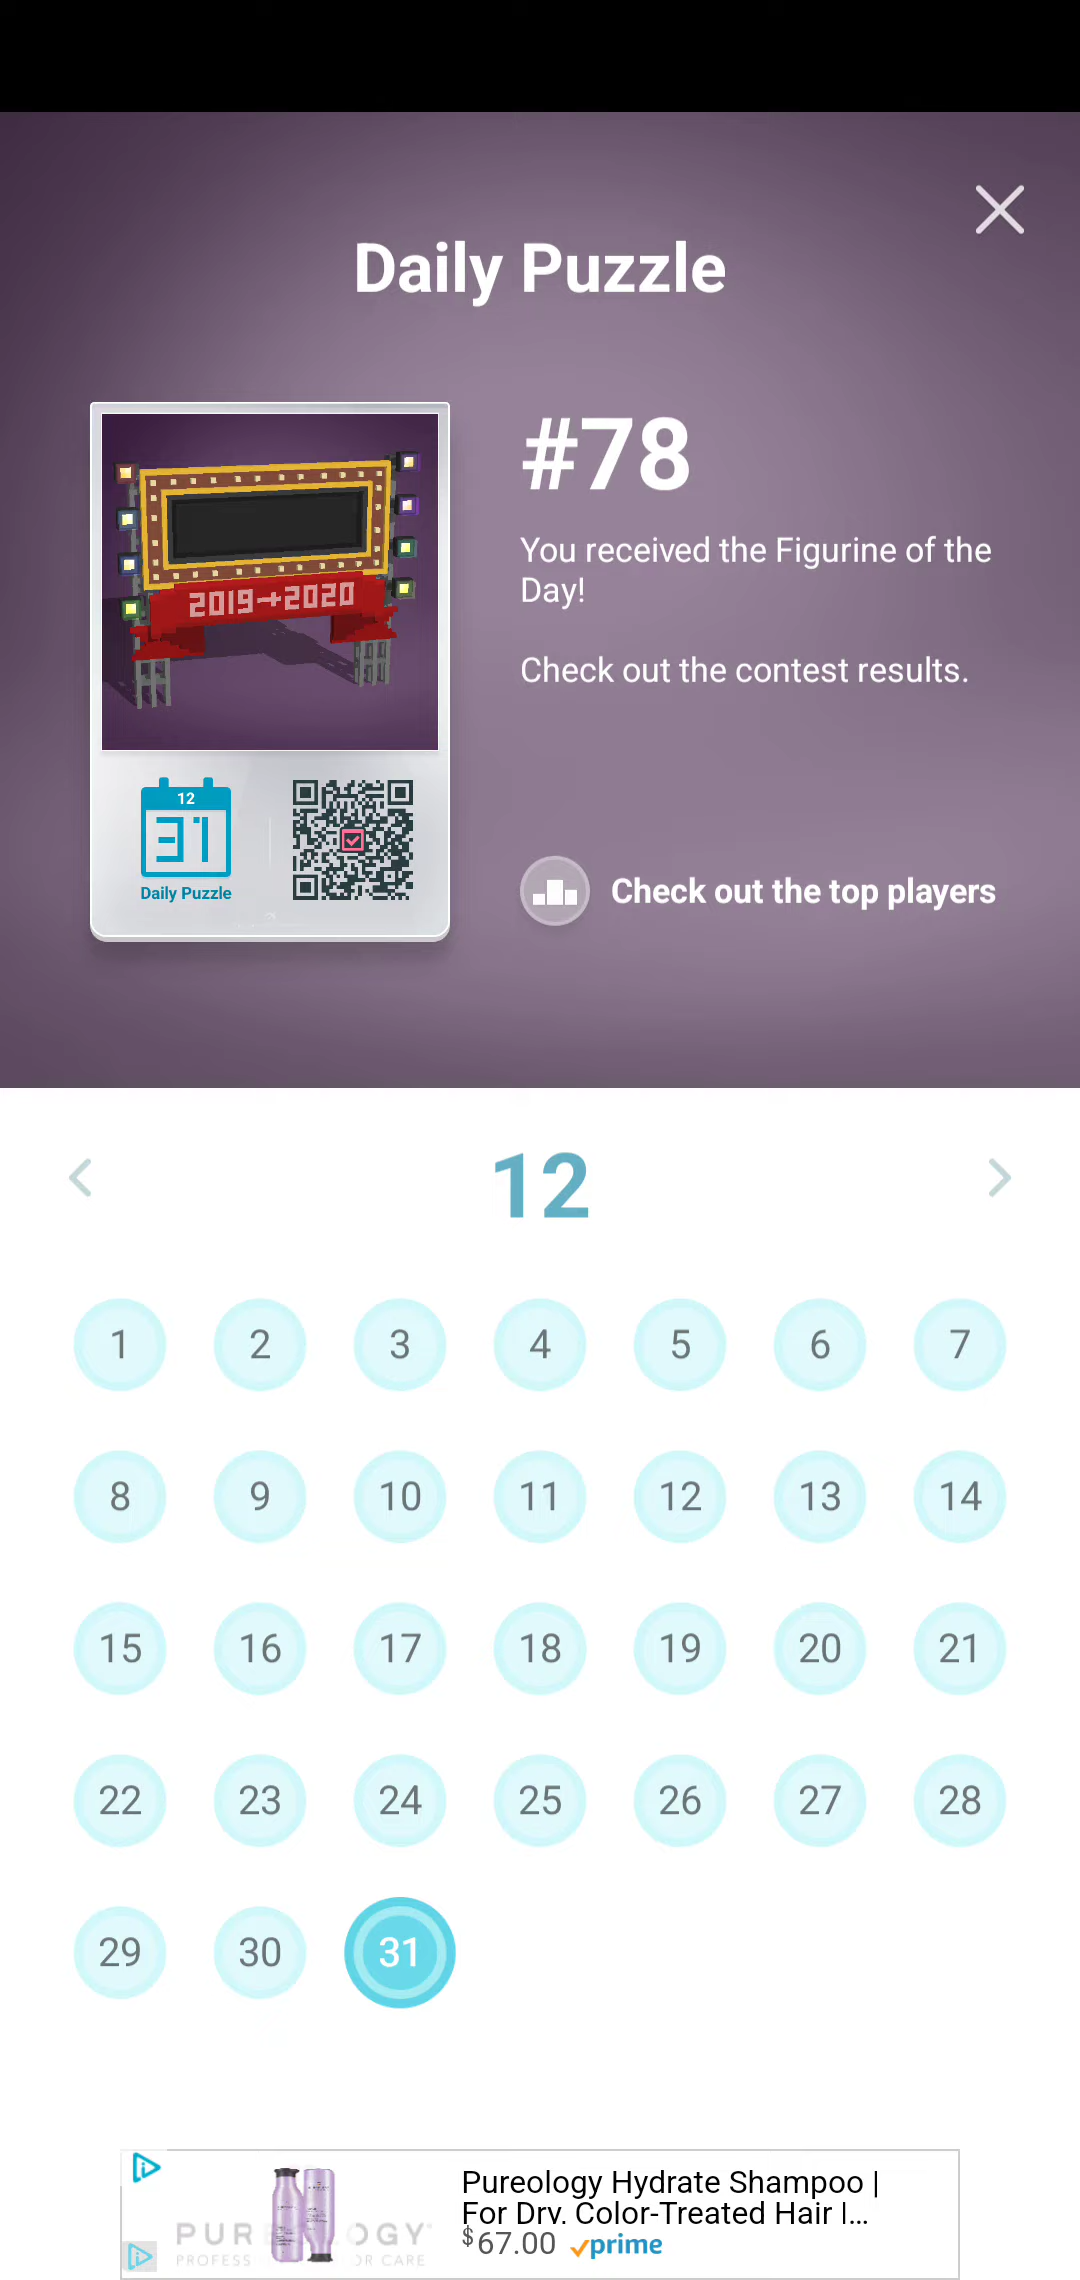 Daily Puzzle
#78
You received the Figurine of the
Day!
Check out the contest results.
2019→2020
12
31
Daily Puzzle
Check out the top players
12
1 2 3 4 5 6 7
8 9 10 11 12 13 14
15 16 17 18 19 20 21
22 23 24 25 26 27 28
29 30 31
Pureology Hydrate Shampoo |
For Dry, Color-Treated Hair |...
$67.00 prime